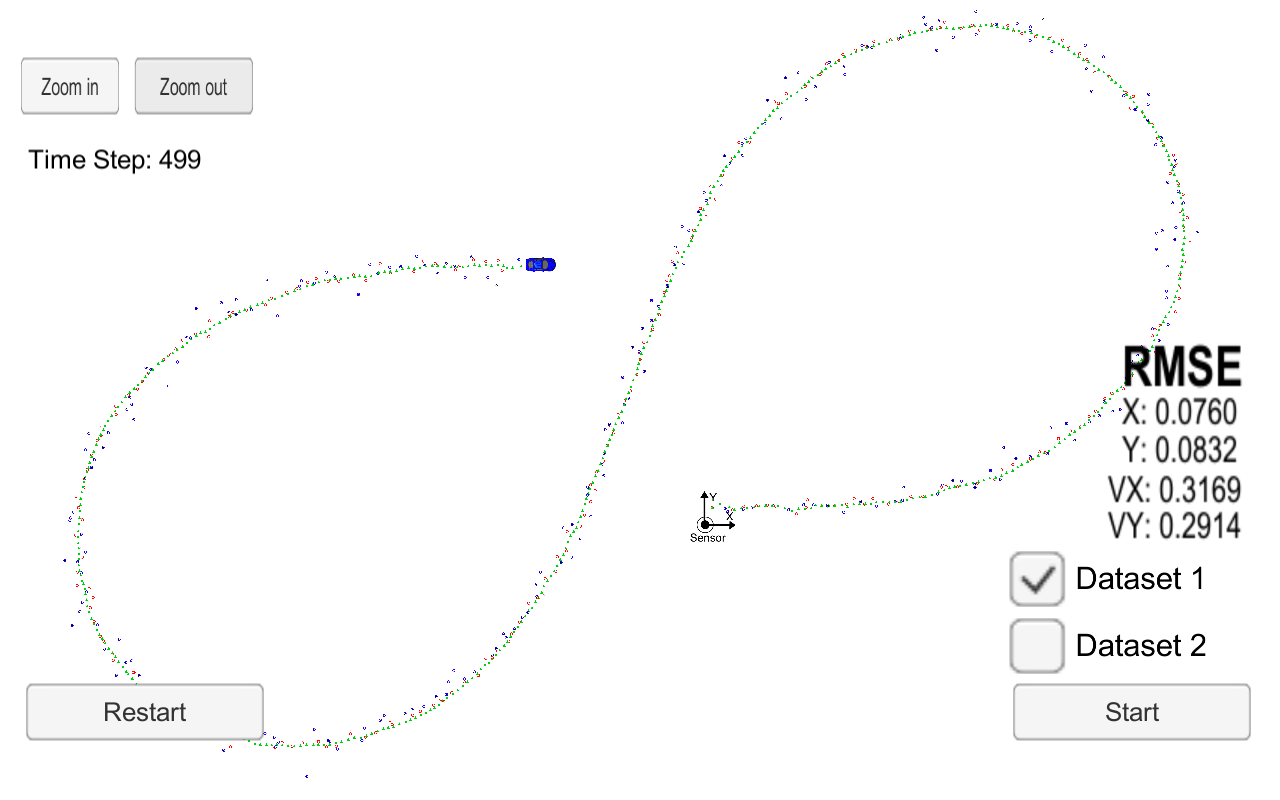 Zoom in
Zoom out
Time Step: 499
RMSE
X: 0.0760
Y: 0.0832
VX: 0.3169
VY: 0.2914
Y
X
Sensor
Dataset 1
Dataset 2
Restart
Start